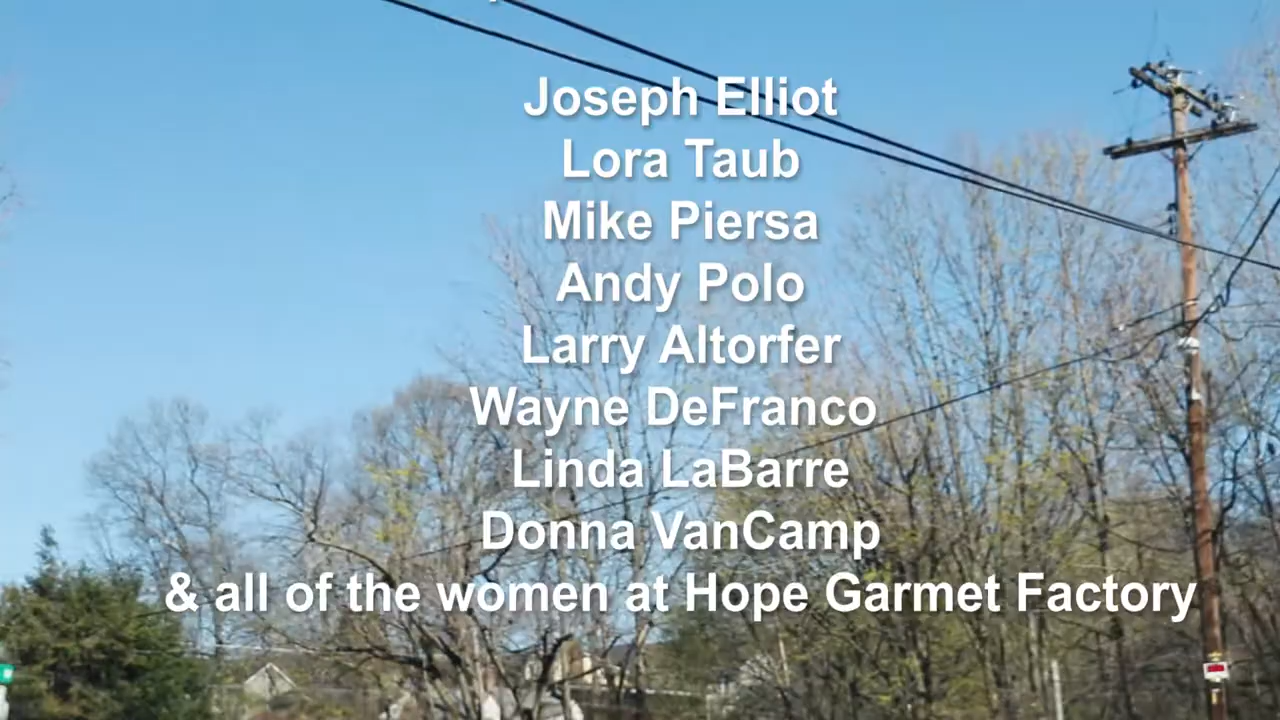 Joseph Elliot
Lora Taub
Mike Piersa
Andy Polo
Larry Altorfer
Wayne DeFranco
Linda LaBarre
Donna VanCamp
& all of the women at Hope Garmet Factory